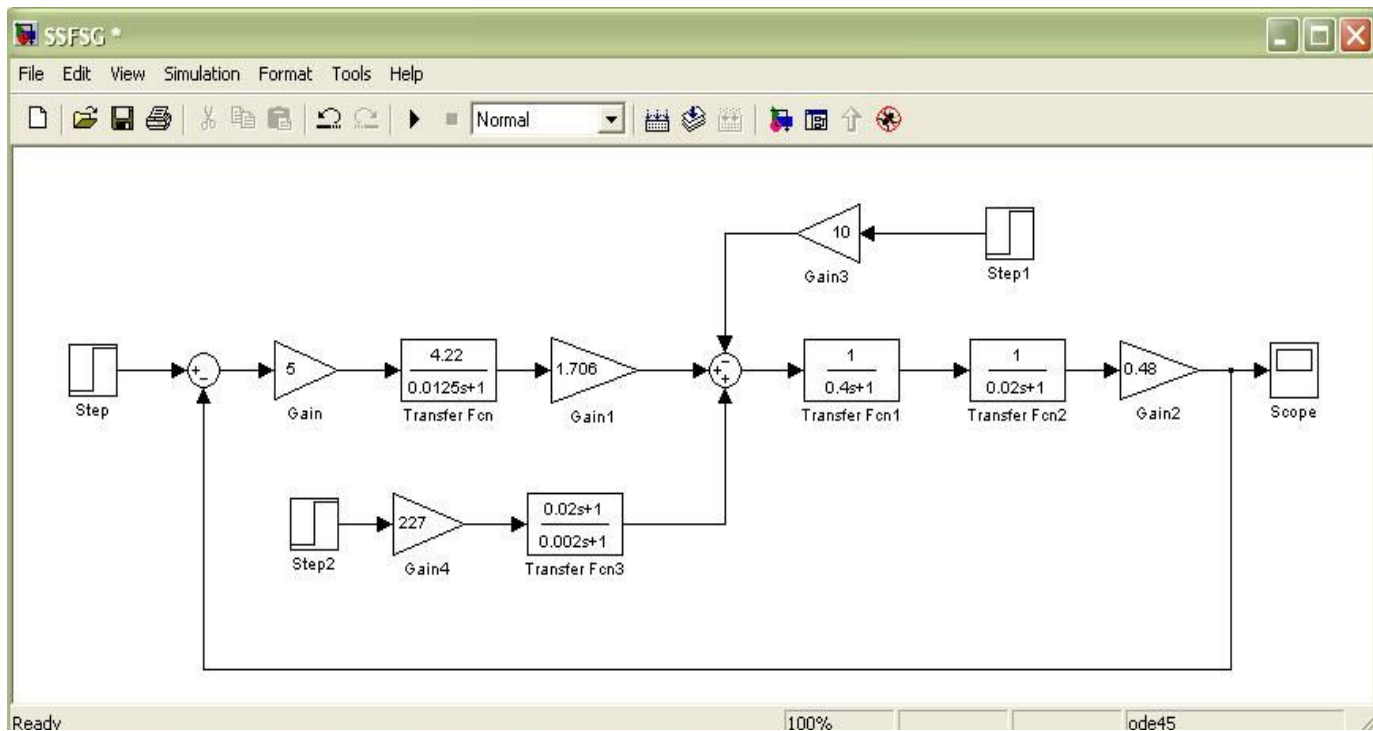 SSFSG *
File Edit View Simulation Format Tools Help
Normal
10
Gain3
Step1
Step
+
-
5
Gain
4.22
0.0125s+1
Transfer Fcn
1.706
Gain1
-
+
+
1
0.4s+1
Transfer Fcn1
1
0.02s+1
Transfer Fcn2
0.48
Gain2
Scope
Step2
227
Gain4
0.02s+1
0.002s+1
Transfer Fcn3
Ready 100% ode45